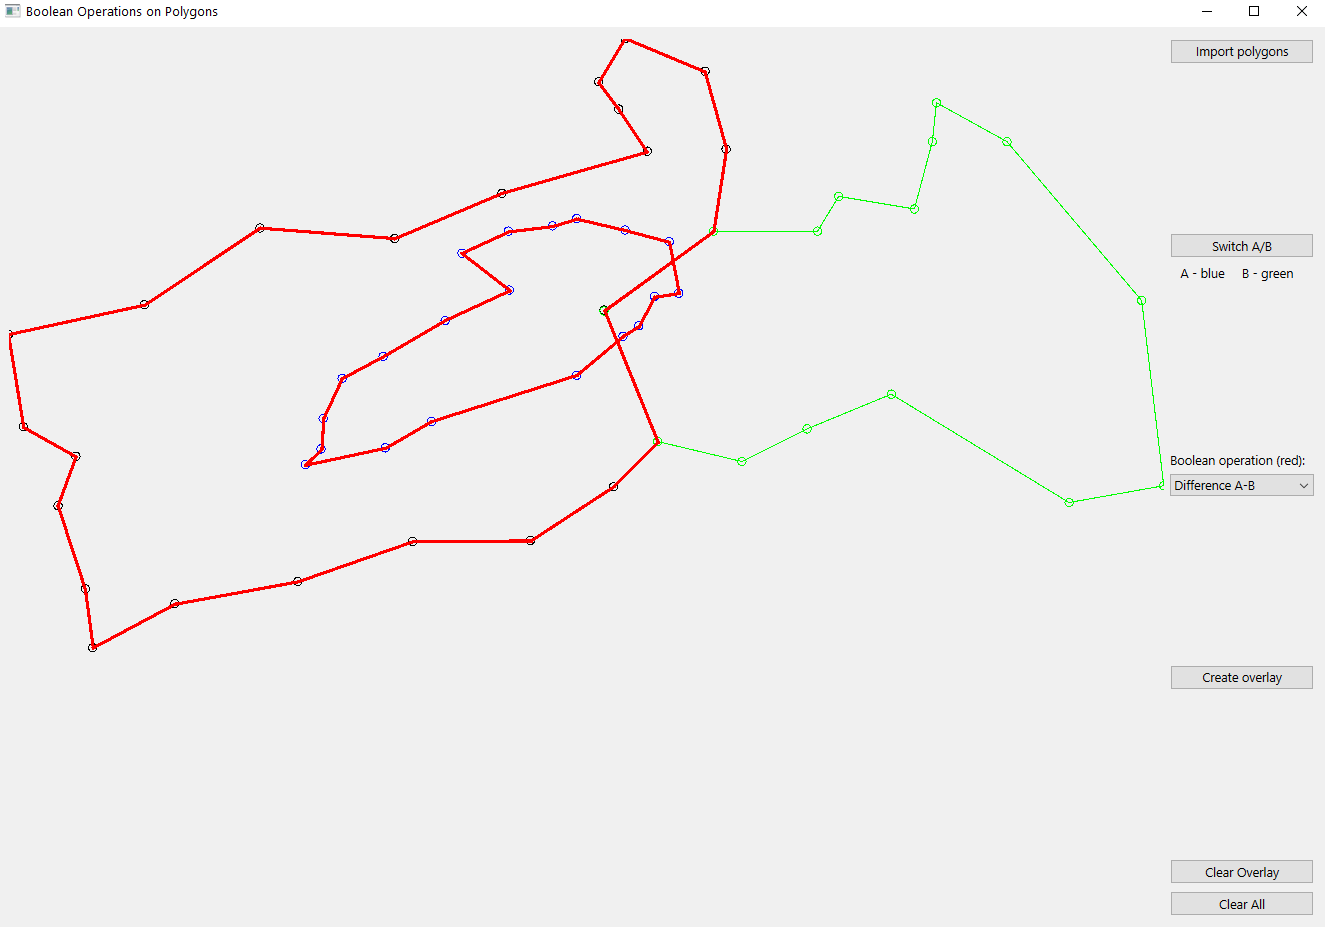 Boolean Operations on Polygons
Import polygons
Switch A/B
A - blue B - green
Boolean operation (red):
Difference A-B
Create overlay
Clear Overlay
Clear All